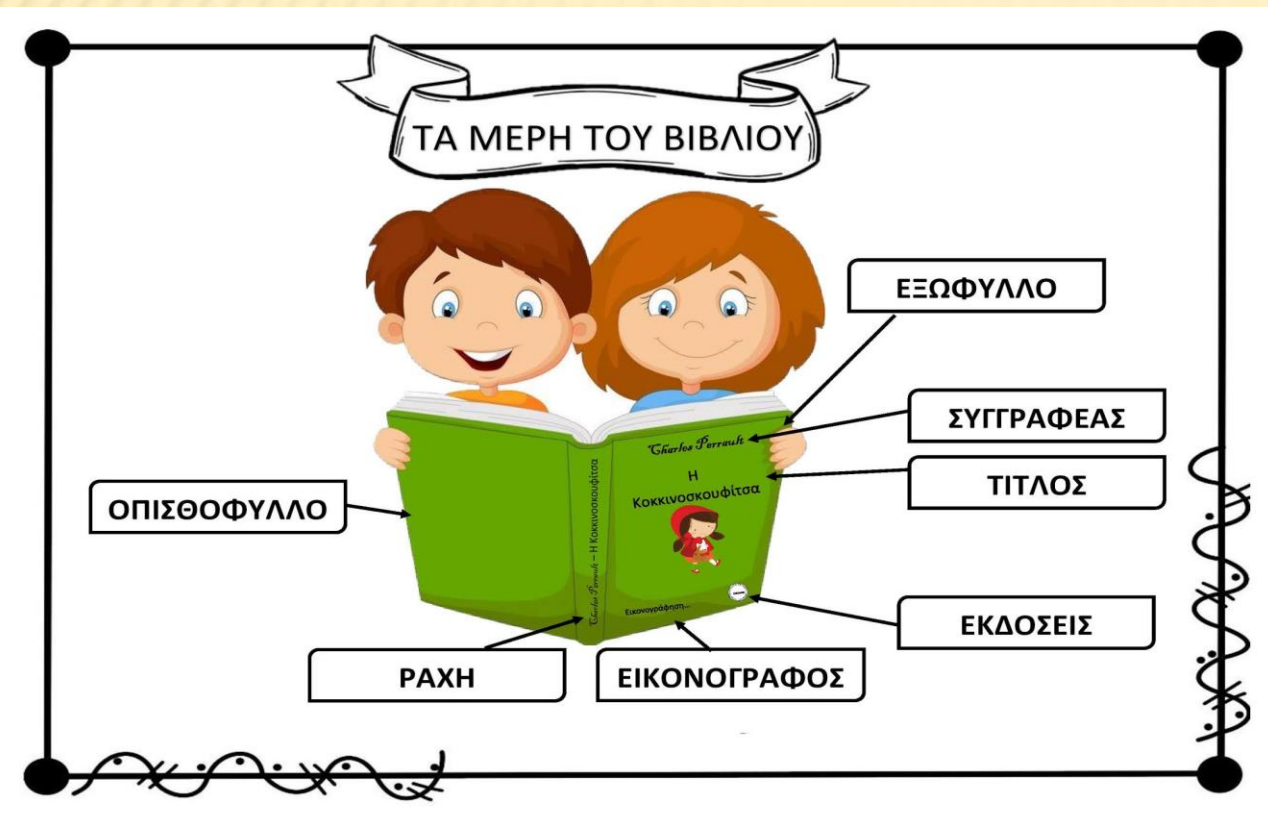 ΤΑ ΜΕΡΗ ΤΟΥ ΒΙΒΛΙΟΥ
ΕΞΩΦΥΛΛΟ
ΣΥΓΓΡΑΦΕΑΣ
Charles Perrault
Η
Κοκκινοσκουφίτσα
ΤΙΤΛΟΣ
ΟΠΙΣΘΟΦΥΛΛΟ
Charles Perrault – Η Κοκκινοσκουφίτσα
Εικονογράφηση...
ΕΚΔΟΣΕΙΣ
ΡΑΧΗ
ΕΙΚΟΝΟΓΡΑΦΟΣ